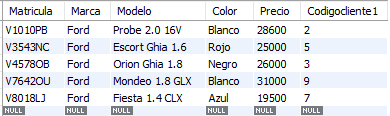 Matricula Marca Modelo Color Precio Codigocliente1
V1010PB Ford Probe 2.0 16V Blanco 28600 2
V3543NC Ford Escort Ghia 1.6 Rojo 25000 5
V4578OB Ford Orion Ghia 1.8 Negro 26000 3
V7642OU Ford Mondeo 1.8 GLX Blanco 31000 9
V8018LJ Ford Fiesta 1.4 CLX Azul 19500 7
NULL NULL NULL NULL NULL NULL